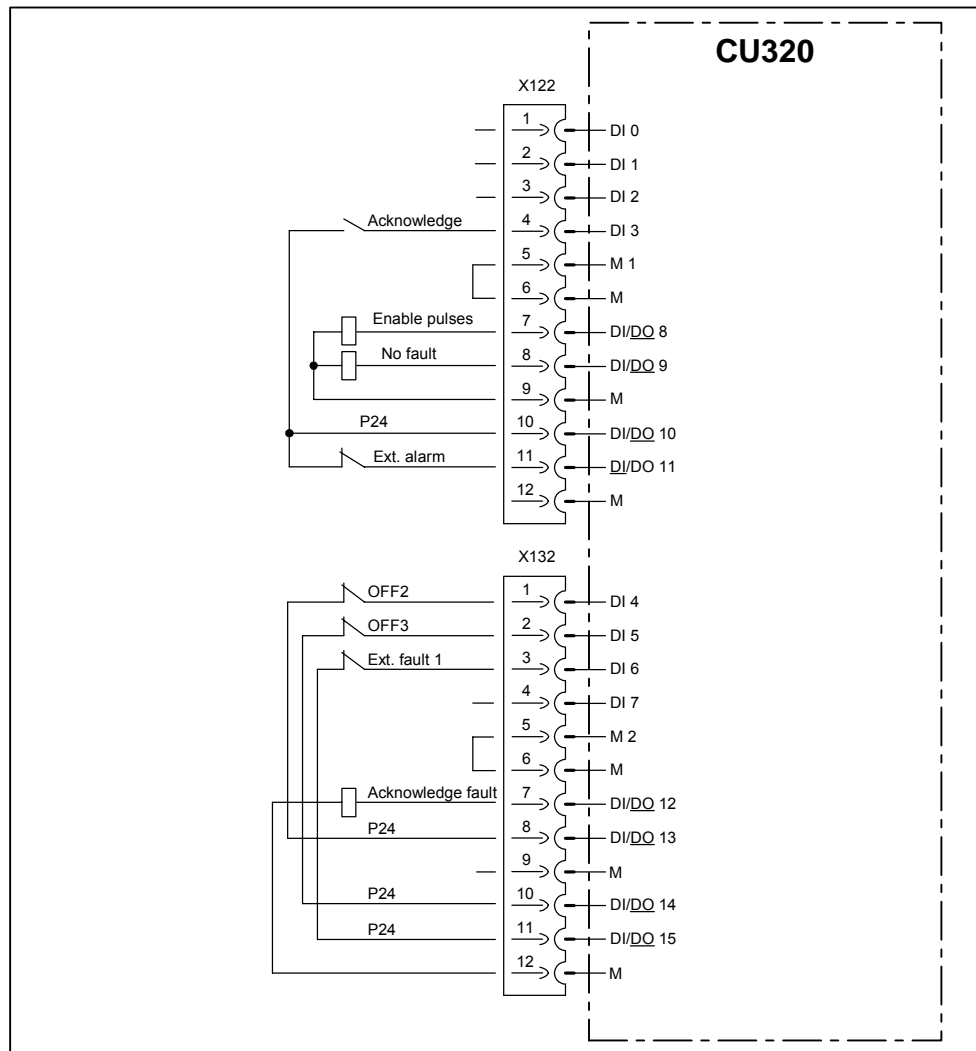 CU320
X122
1 DI 0
2 DI 1
3 DI 2
Acknowledge 4 DI 3
5 M 1
6 M
Enable pulses 7 DI/DO 8
No fault 8 DI/DO 9
9 M
P24 10 DI/DO 10
Ext. alarm 11 DI/DO 11
12 M
X132
OFF2 1 DI 4
OFF3 2 DI 5
Ext. fault 1 3 DI 6
4 DI 7
5 M 2
6 M
Acknowledge fault 7 DI/DO 12
P24 8 DI/DO 13
9 M
P24 10 DI/DO 14
P24 11 DI/DO 15
12 M